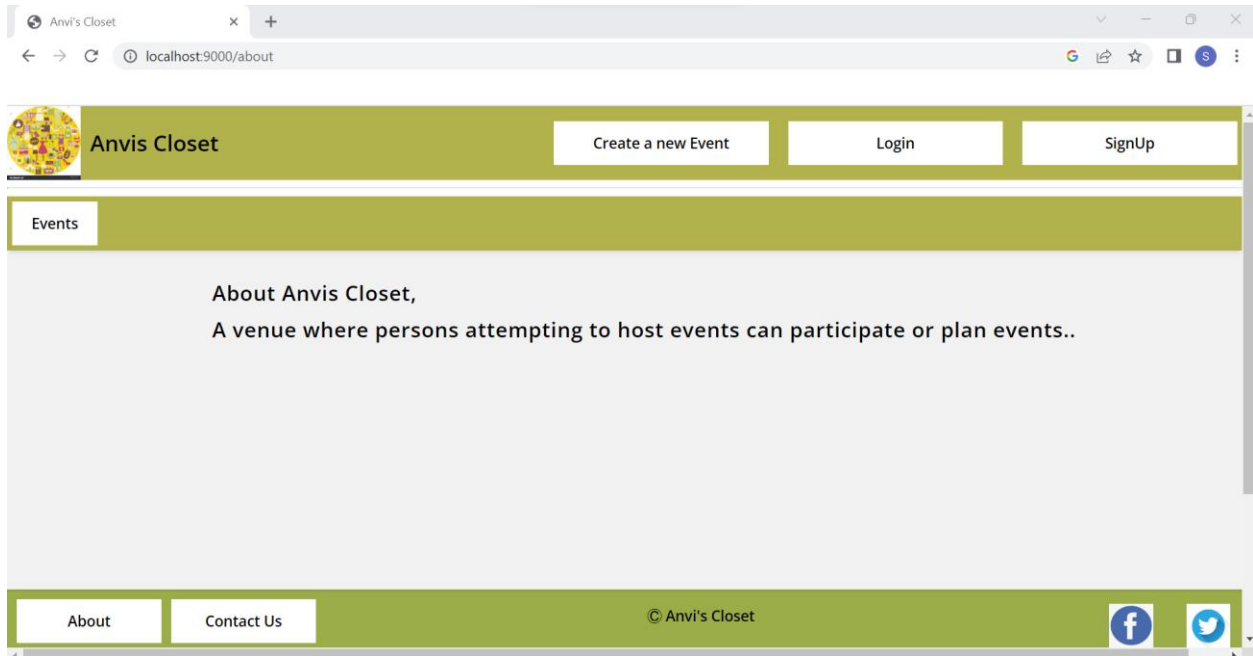 Anvi's Closet
localhost:9000/about
S
Anvis Closet
Create a new Event
Login
SignUp
Events
About Anvis Closet,
A venue where persons attempting to host events can participate or plan events..
About
Contact Us
© Anvi's Closet